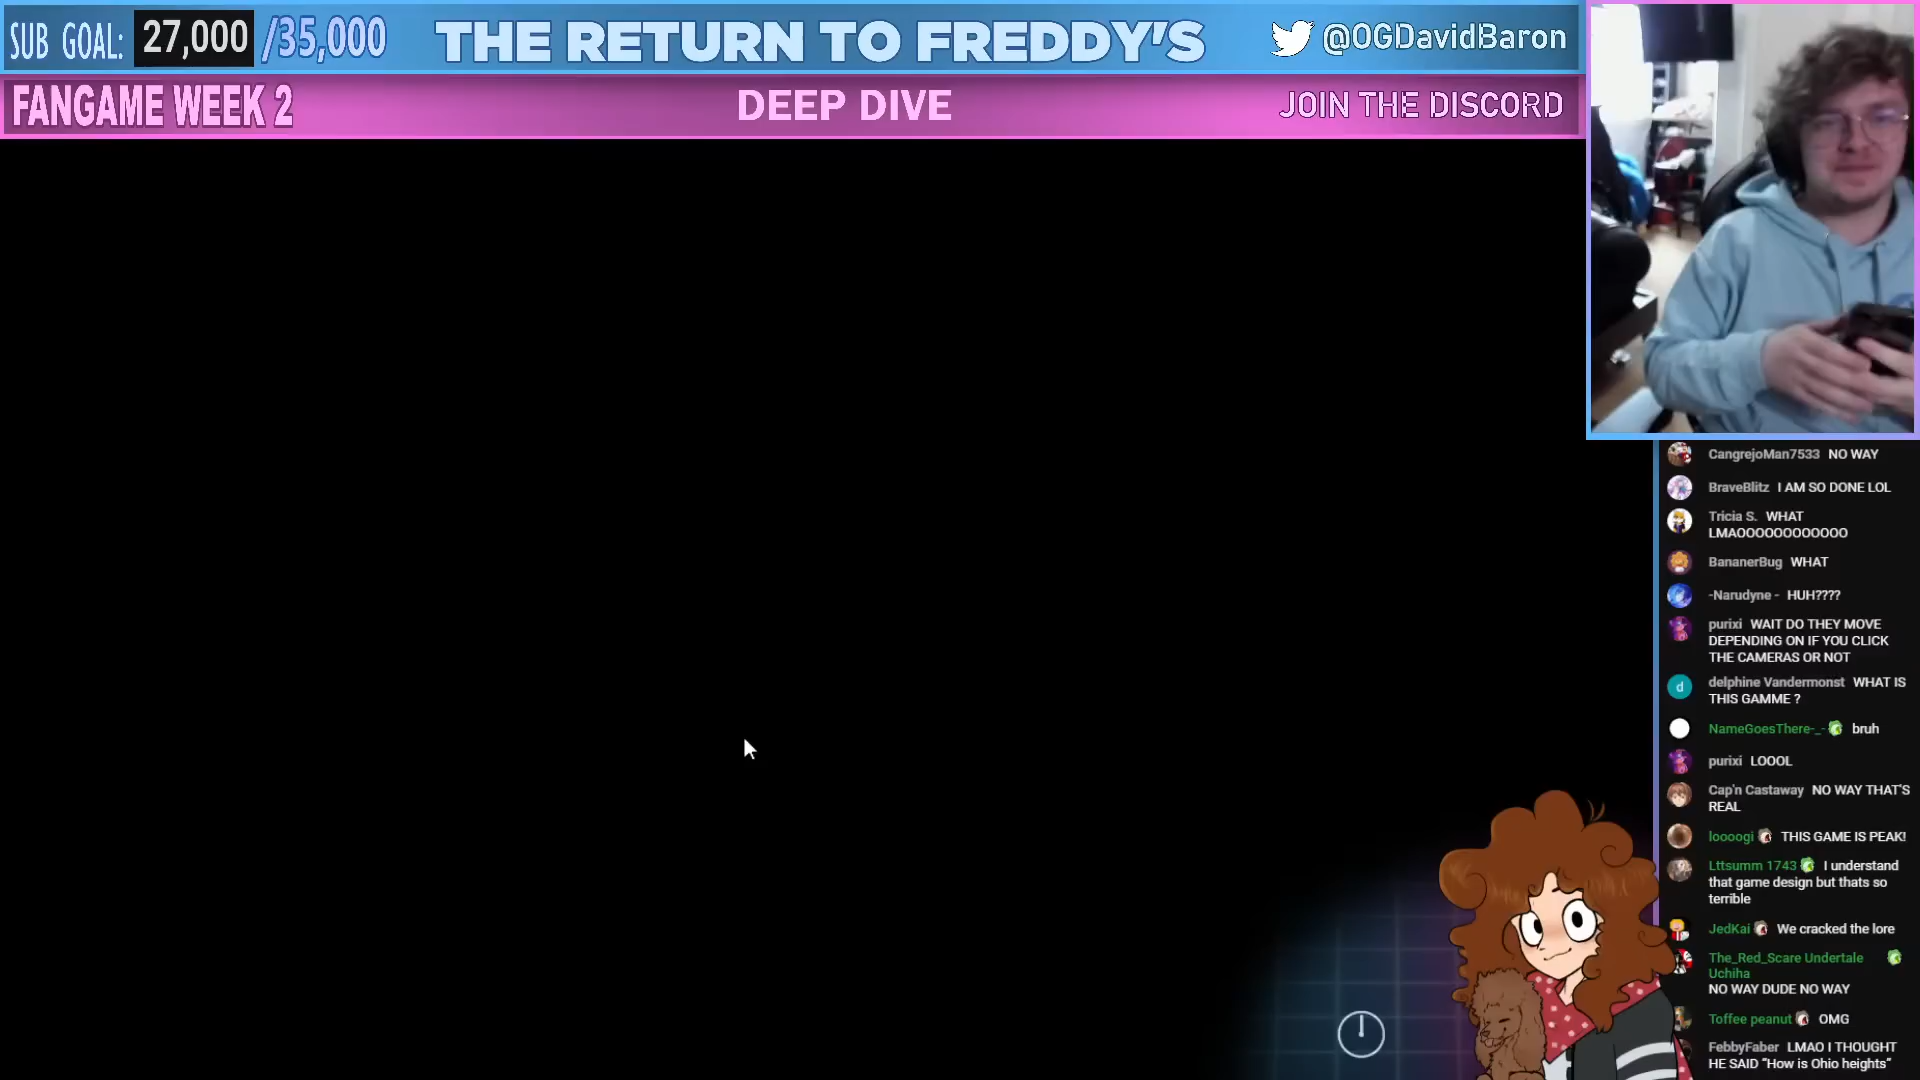 SUB GOAL: 27,000 /35,000
THE RETURN TO FREDDY'S
@OGDavidBaron
FANGAME WEEK 2
DEEP DIVE
JOIN THE DISCORD
CangrejoMan7533 NO WAY
BraveBlitz I AM SO DONE LOL
Tricia S. WHAT
LMAOOOOOOOOOOOO
BananerBug WHAT
-Narudyne - HUH????
purixi WAIT DO THEY MOVE
DEPENDING ON IF YOU CLICK
THE CAMERAS OR NOT
d
delphine Vandermonst WHAT IS
THIS GAMME ?
NameGoesThere-_- bruh
purixi LOOOL
Cap'n Castaway NO WAY THAT'S
REAL
loooogi THIS GAME IS PEAK!
Lttsumm 1743 I understand
that game design but thats so
terrible
JedKai We cracked the lore
The_Red_Scare Undertale
Uchiha
NO WAY DUDE NO WAY
Toffee peanut OMG
FebbyFaber LMAO I THOUGHT
HE SAID “How is Ohio heights”